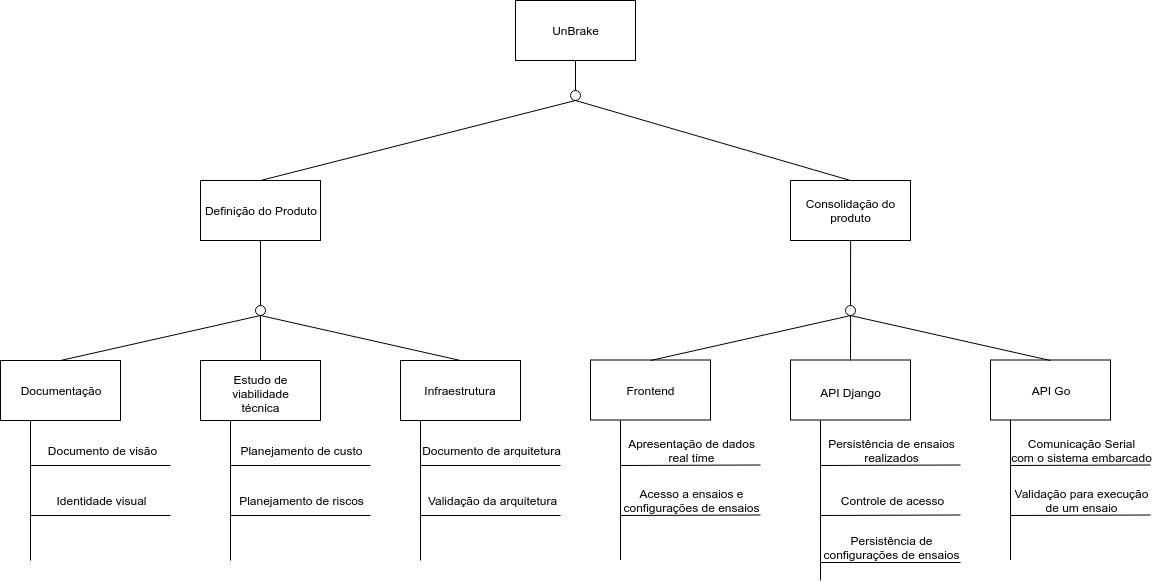 UnBrake
Definição do Produto
Consolidação do
produto
Documentação
Estudo de
viabilidade
técnica
Infraestrutura
Frontend
API Django
API Go
Documento de visão
Identidade visual
Planejamento de custo
Planejamento de riscos
Documento de arquitetura
Validação da arquitetura
Apresentação de dados
real time
Acesso a ensaios e
configurações de ensaios
Persistência de ensaios
realizados
Controle de acesso
Persistência de
configurações de ensaios
Comunicação Serial
com o sistema embarcado
Validação para execução
de um ensaio